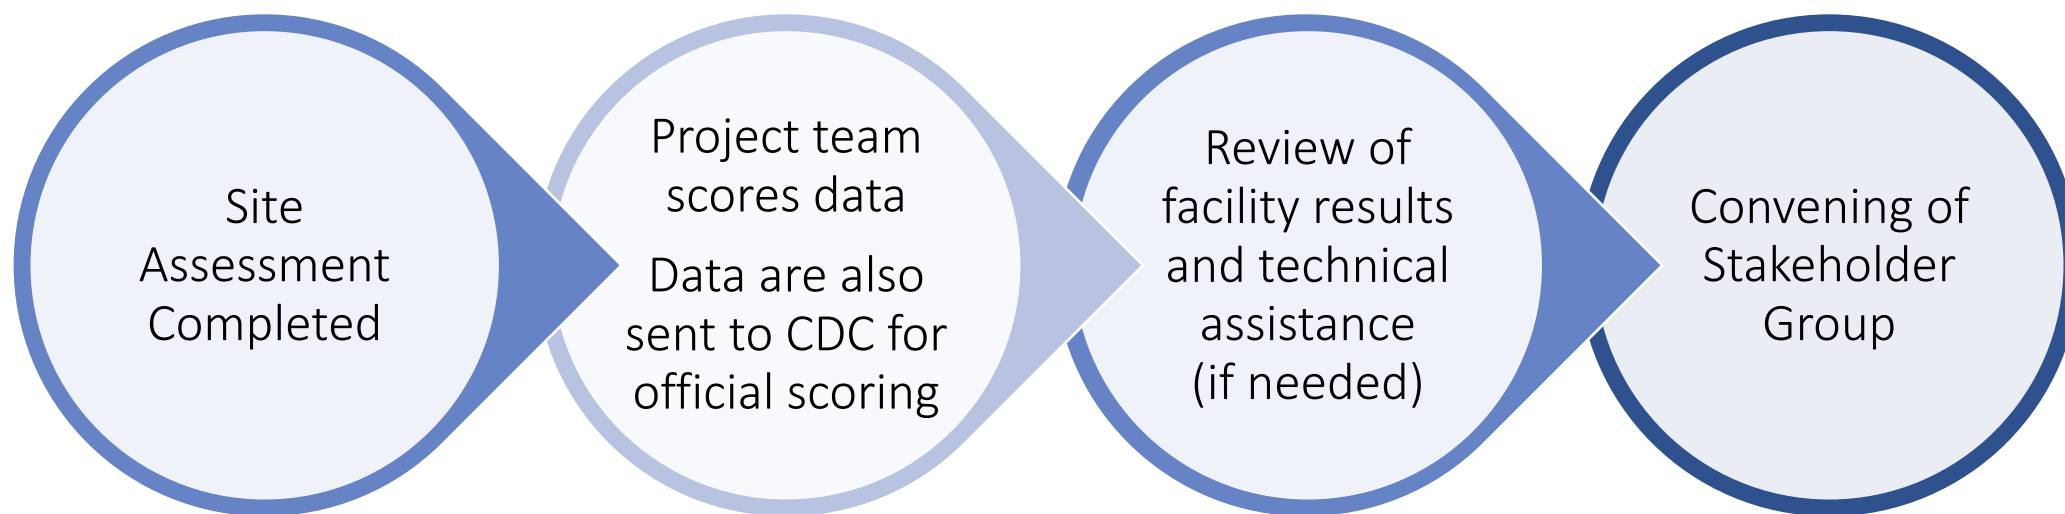 Site
Assessment
Completed
Project team
scores data
Data are also
sent to CDC for
official scoring
Review of
facility results
and technical
assistance
(if needed)
Convening of
Stakeholder
Group